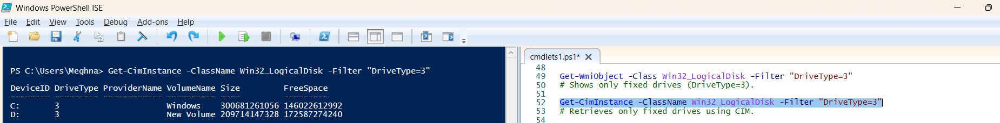 Windows PowerShell ISE
File Edit View Tools Debug Add-ons Help
PS C:\Users\Meghna> Get-CimInstance -ClassName Win32_LogicalDisk -Filter "DriveType=3"
DeviceID DriveType ProviderName VolumeName Size FreeSpace
-------- --------- ------------ ---------- ---- ---------
C: 3 Windows 300681261056 146022612992
D: 3 New Volume 209714147328 172587274240
cmdlets1.ps1*
48
49 Get-WmiObject -Class Win32_LogicalDisk -Filter "DriveType=3"
50 # Shows only fixed drives (DriveType=3).
51
52 Get-CimInstance -ClassName Win32_LogicalDisk -Filter "DriveType=3"
53 # Retrieves only fixed drives using CIM.
54